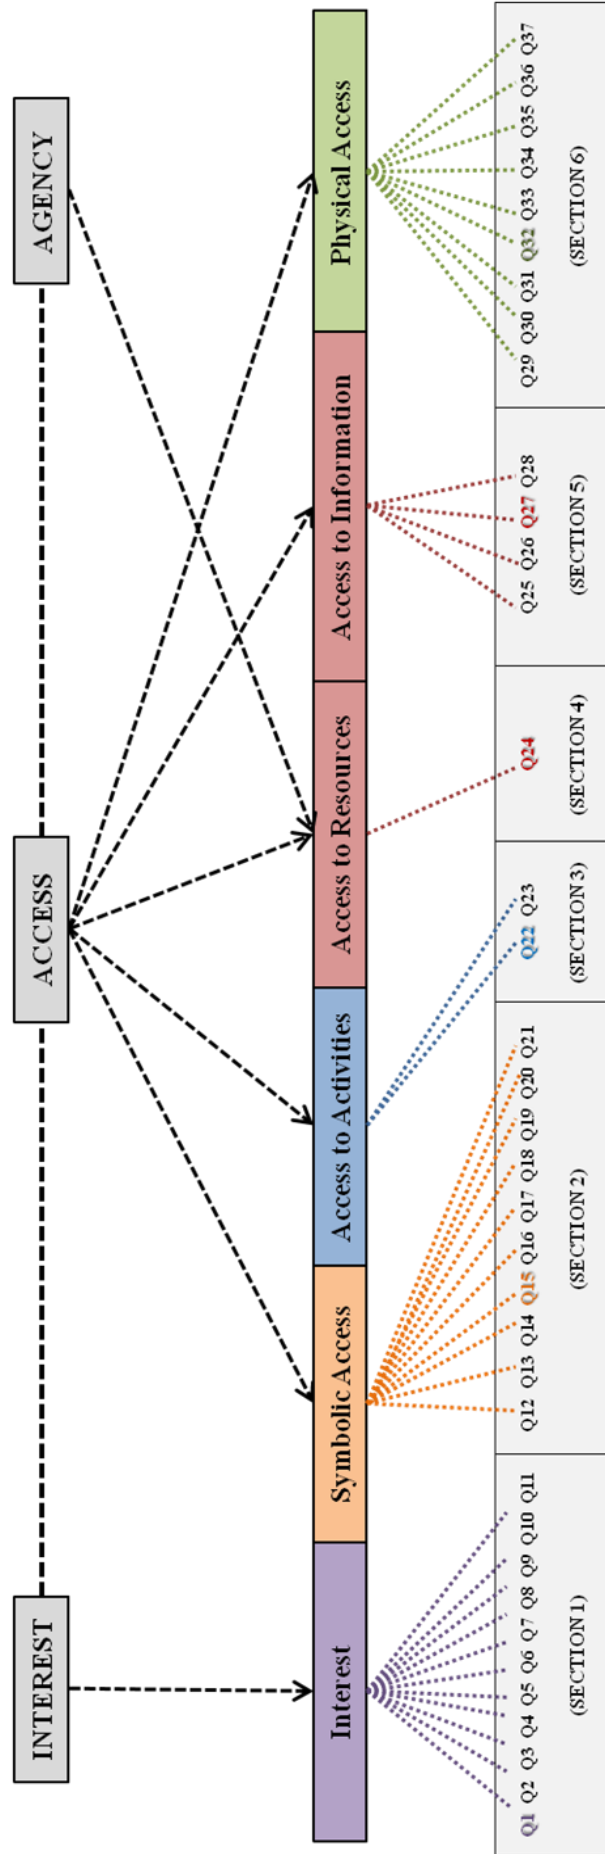 INTEREST
ACCESS
AGENCY
Interest
Symbolic Access
Access to Activities
Access to Resources
Access to Information
Physical Access
Q1 Q2 Q3 Q4 Q5 Q6 Q7 Q8 Q9 Q10 Q11
Q12 Q13 Q14 Q15 Q16 Q17 Q18 Q19 Q20 Q21
Q22 Q23
Q24
Q25 Q26 Q27 Q28
Q29 Q30 Q31 Q32 Q33 Q34 Q35 Q36 Q37
(SECTION 1)
(SECTION 2)
(SECTION 3)
(SECTION 4)
(SECTION 5)
(SECTION 6)